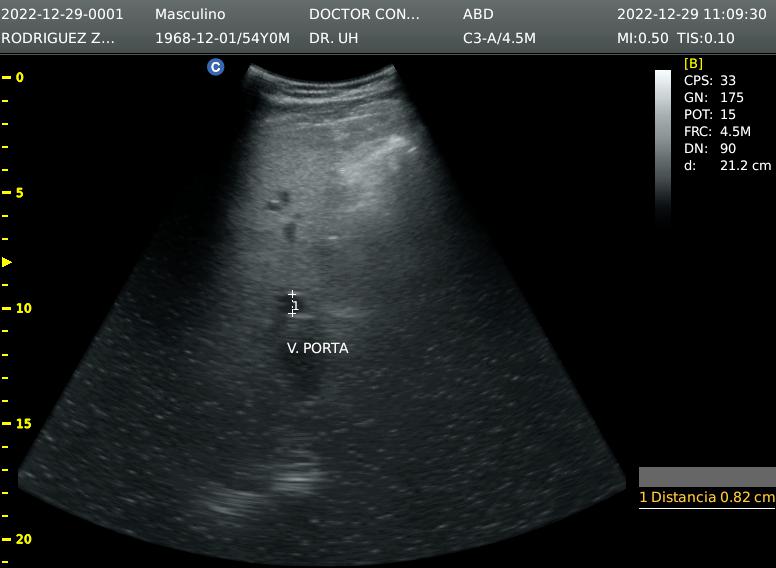 2022-12-29-0001 Masculino DOCTOR CON... ABD 2022-12-29 11:09:30
RODRIGUEZ Z... 1968-12-01/54Y0M DR. UH C3-A/4.5M MI:0.50 TIS:0.10
C
[B]
CPS: 33
GN: 175
POT: 15
FRC: 4.5M
DN: 90
d: 21.2 cm
0
5
10
15
20
1
V. PORTA
1 Distancia 0.82 cm